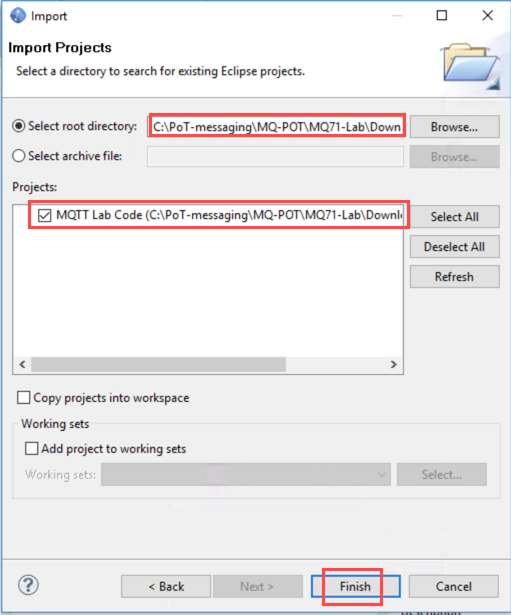 Import
Import Projects
Select a directory to search for existing Eclipse projects.
Select root directory: C:\PoT-messaging\MQ-POT\MQ71-Lab\Down Browse...
Select archive file: Browse...
Projects:
MQTT Lab Code (C:\PoT-messaging\MQ-POT\MQ71-Lab\Downl Select All
Deselect All
Refresh
Copy projects into workspace
Working sets
Add project to working sets
Working sets: Select...
? < Back Next > Finish Cancel